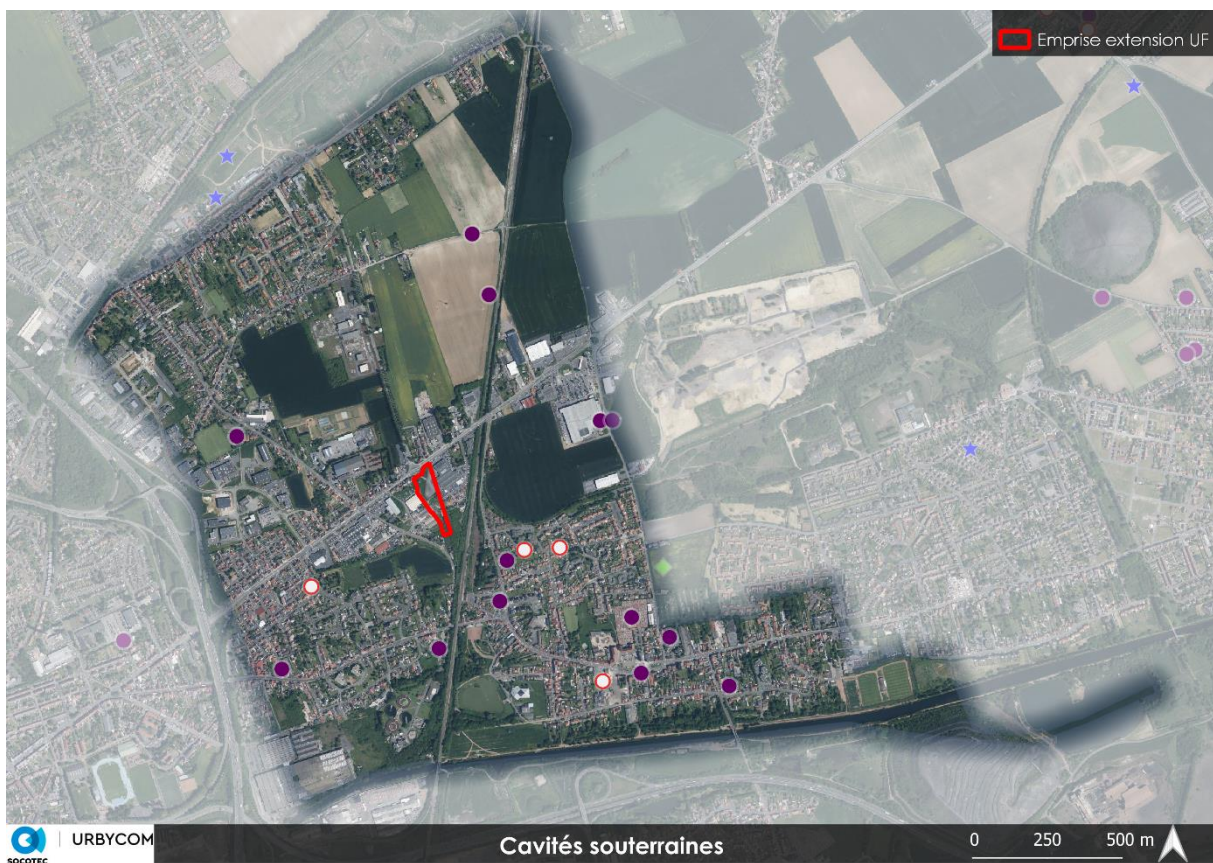 Emprise extension UF
SOCOTEC
URBYCOM
Cavités souterraines
0 250 500 m